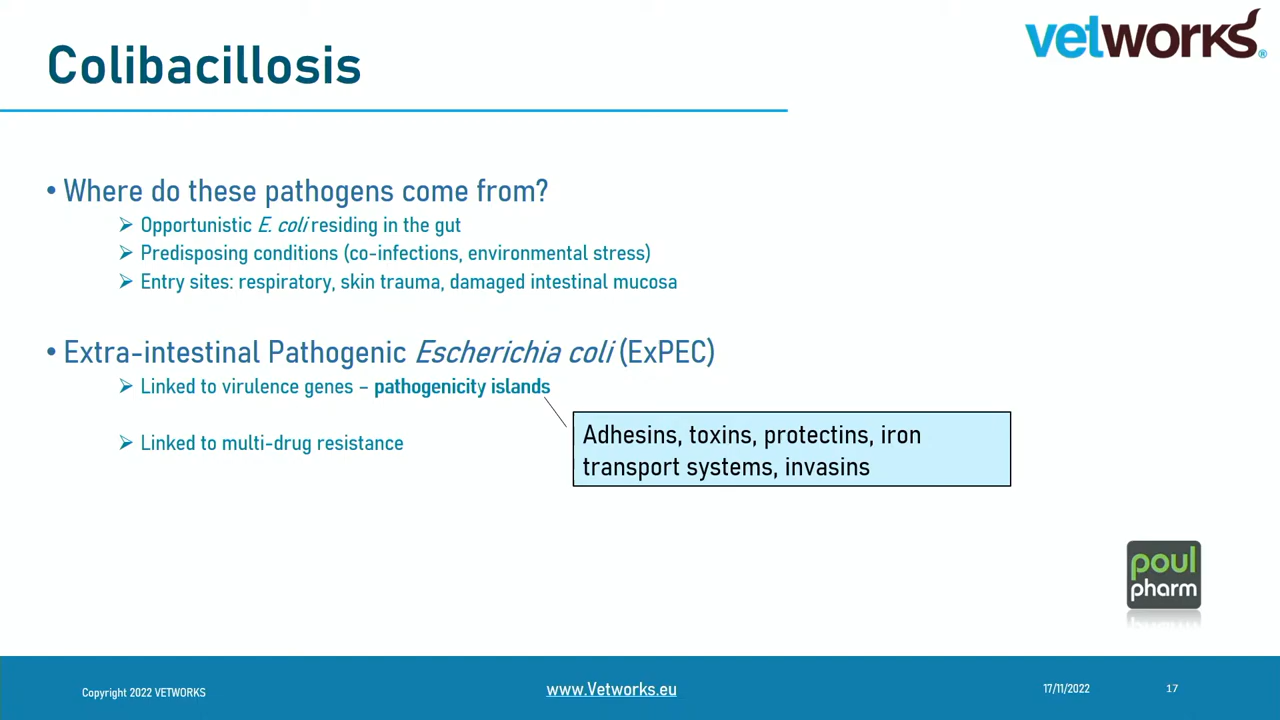 Colibacillosis
vetworks®
• Where do these pathogens come from?
➢ Opportunistic E. coli residing in the gut
➢ Predisposing conditions (co-infections, environmental stress)
➢ Entry sites: respiratory, skin trauma, damaged intestinal mucosa
• Extra-intestinal Pathogenic Escherichia coli (ExPEC)
➢ Linked to virulence genes – pathogenicity islands
➢ Linked to multi-drug resistance
Adhesins, toxins, protectins, iron
transport systems, invasins
poul
pharm
Copyright 2022 VETWORKS
www.Vetworks.eu
17/11/2022
17